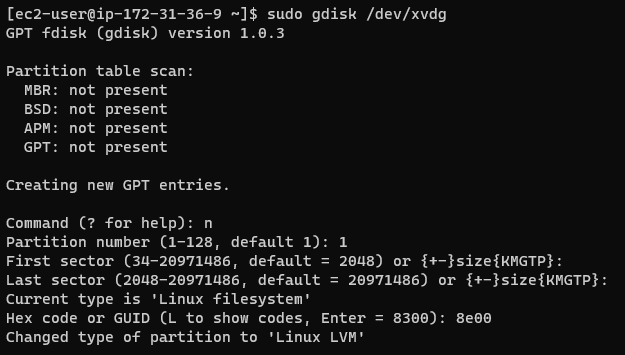 [ec2-user@ip-172-31-36-9 ~]$ sudo gdisk /dev/xvdg
GPT fdisk (gdisk) version 1.0.3
Partition table scan:
MBR: not present
BSD: not present
APM: not present
GPT: not present
Creating new GPT entries.
Command (? for help): n
Partition number (1-128, default 1): 1
First sector (34-20971486, default = 2048) or {+-}size{KMGTP}:
Last sector (2048-20971486, default = 20971486) or {+-}size{KMGTP}:
Current type is 'Linux filesystem'
Hex code or GUID (L to show codes, Enter = 8300): 8e00
Changed type of partition to 'Linux LVM'